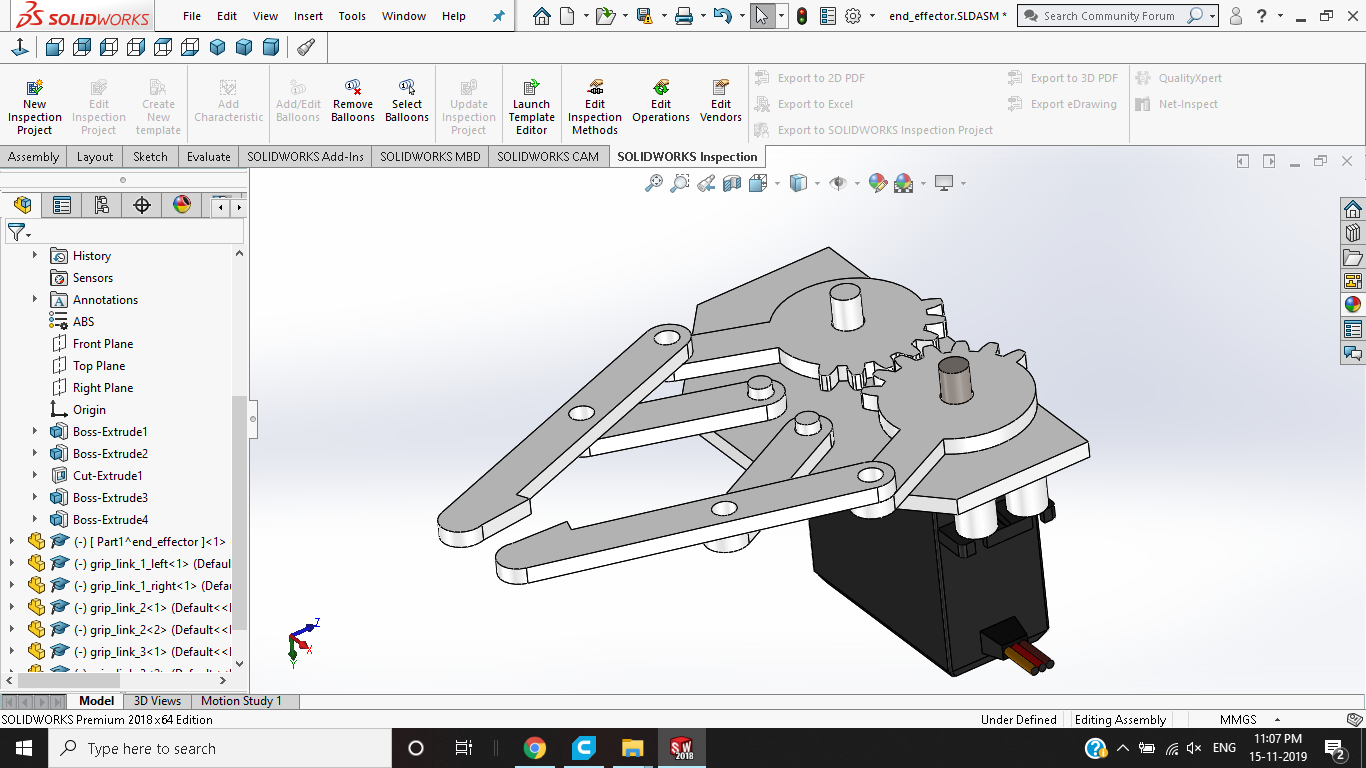 SOLIDWORKS
File Edit View Insert Tools Window Help
end_effector.SLDASM *
Search Community Forum
?
New Inspection Project
Edit Inspection Project
Create New template
Add Characteristic
Add/Edit Balloons
Remove Balloons
Select Balloons
Update Inspection Project
Launch Template Editor
Edit Inspection Methods
Edit Operations
Edit Vendors
Export to 2D PDF
Export to Excel
Export to SOLIDWORKS Inspection Project
Export to 3D PDF
Export eDrawing
QualityXpert
Net-Inspect
Assembly Layout Sketch Evaluate SOLIDWORKS Add-Ins SOLIDWORKS MBD SOLIDWORKS CAM SOLIDWORKS Inspection
History
Sensors
Annotations
ABS
Front Plane
Top Plane
Right Plane
Origin
Boss-Extrude1
Boss-Extrude2
Cut-Extrude1
Boss-Extrude3
Boss-Extrude4
(-) [ Part1^end_effector ]<1>
(-) grip_link_1_left<1> (Defaul
(-) grip_link_1_right<1> (Defa
(-) grip_link_2<1> (Default<<
(-) grip_link_2<2> (Default<<
(-) grip_link_3<1> (Default<<
Z
X
Y
Model 3D Views Motion Study 1
SOLIDWORKS Premium 2018 x64 Edition
Under Defined Editing Assembly MMGS
Type here to search
SW 2018
ENG
11:07 PM
15-11-2019
2